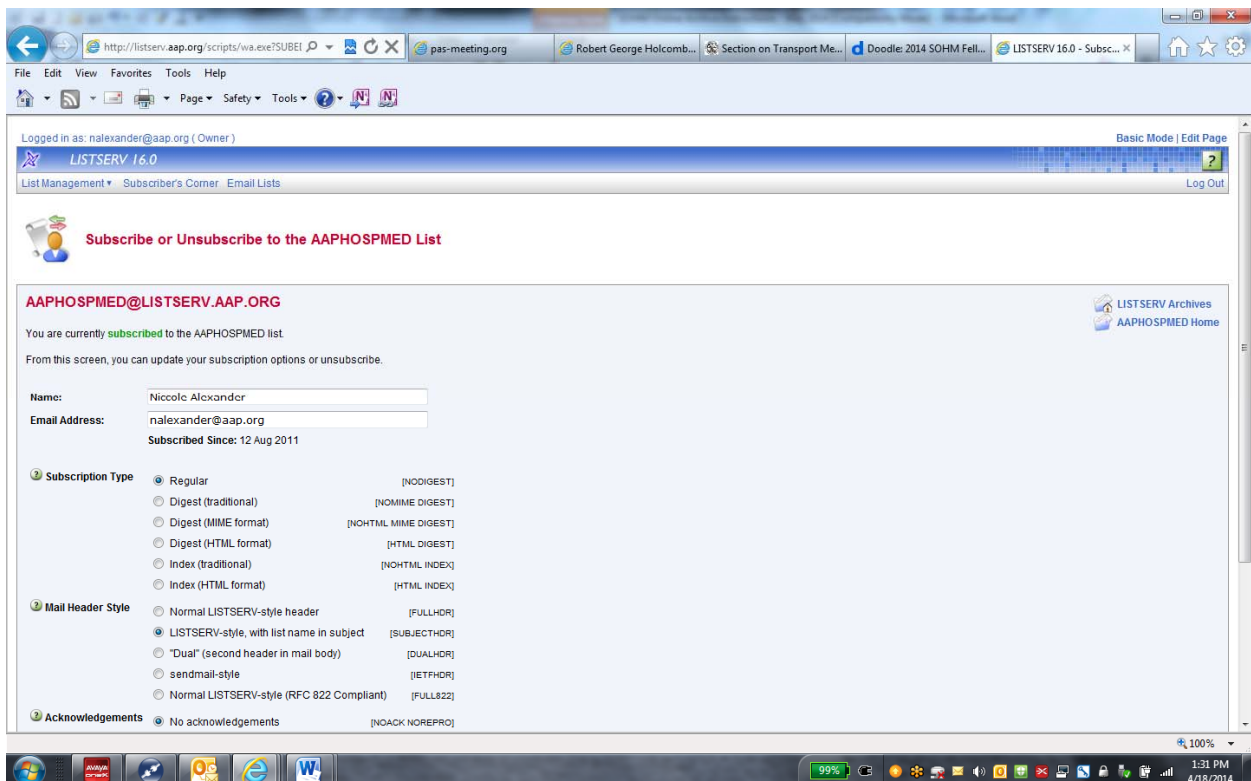 http://listserv.aap.org/scripts/wa.exe?SUBEI
pas-meeting.org
Robert George Holcomb...
Section on Transport Me...
Doodle: 2014 SOHM Fell...
LISTSERV 16.0 - Subsc...
File Edit View Favorites Tools Help
Page Safety Tools
Logged in as: nalexander@aap.org ( Owner )
Basic Mode | Edit Page
LISTSERV 16.0
List Management Subscriber's Corner Email Lists
Log Out
Subscribe or Unsubscribe to the AAPHOSPMED List
AAPHOSPMED@LISTSERV.AAP.ORG
LISTSERV Archives
AAPHOSPMED Home
You are currently subscribed to the AAPHOSPMED list.
From this screen, you can update your subscription options or unsubscribe.
Name: Niccole Alexander
Email Address: nalexander@aap.org
Subscribed Since: 12 Aug 2011
Subscription Type
Regular [NODIGEST]
Digest (traditional) [NOMIME DIGEST]
Digest (MIME format) [NOHTML MIME DIGEST]
Digest (HTML format) [HTML DIGEST]
Index (traditional) [NOHTML INDEX]
Index (HTML format) [HTML INDEX]
Mail Header Style
Normal LISTSERV-style header [FULLHDR]
LISTSERV-style, with list name in subject [SUBJECTHDR]
"Dual" (second header in mail body) [DUALHDR]
sendmail-style [IETFHDR]
Normal LISTSERV-style (RFC 822 Compliant) [FULL822]
Acknowledgements
No acknowledgements [NOACK NOREPRO]
100%
AVAYA
99%
1:31 PM
4/18/2014